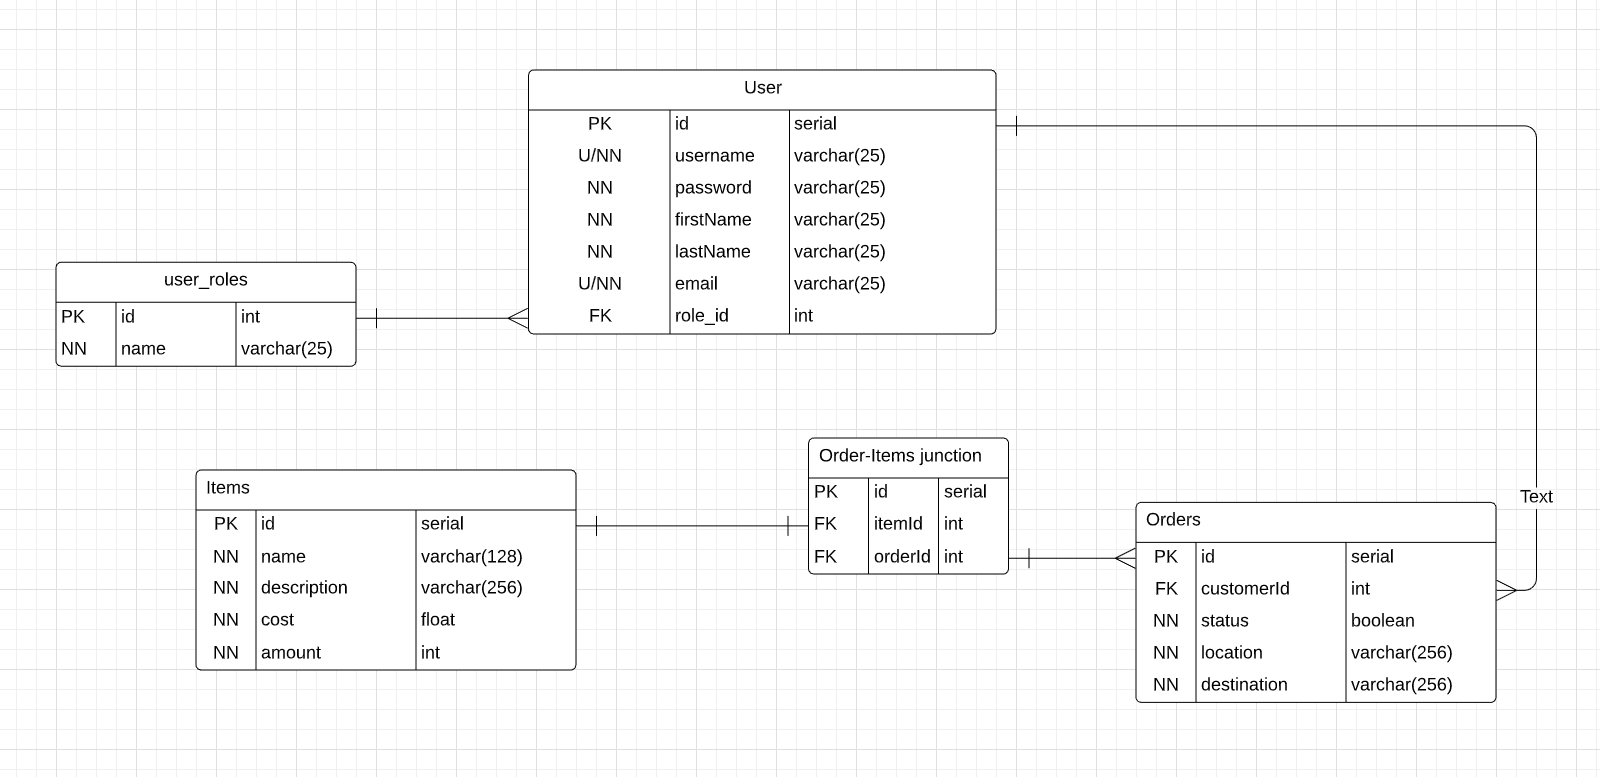 User
PK id serial
U/NN username varchar(25)
NN password varchar(25)
NN firstName varchar(25)
NN lastName varchar(25)
U/NN email varchar(25)
FK role_id int
user_roles
PK id int
NN name varchar(25)
Items
PK id serial
NN name varchar(128)
NN description varchar(256)
NN cost float
NN amount int
Order-Items junction
PK id serial
FK itemId int
FK orderId int
Text
Orders
PK id serial
FK customerId int
NN status boolean
NN location varchar(256)
NN destination varchar(256)